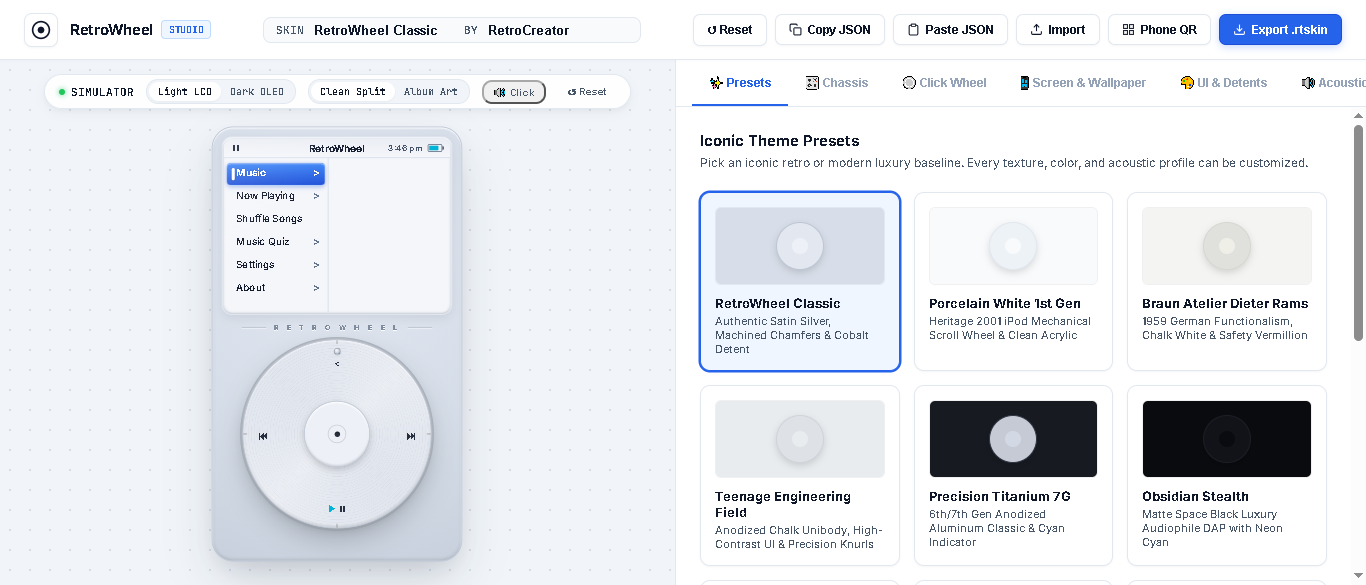 RetroWheel STUDIO
SKIN RetroWheel Classic BY RetroCreator
↺ Reset
Copy JSON
Paste JSON
Import
Phone QR
Export .rtskin
SIMULATOR
Light LCD Dark OLED
Clean Split Album Art
Click
↺ Reset
RetroWheel 3:46 pm
Music >
Now Playing >
Shuffle Songs
Music Quiz >
Settings >
About >
RETROWHEEL
<
Presets
Chassis
Click Wheel
Screen & Wallpaper
UI & Detents
Acoustic
Iconic Theme Presets
Pick an iconic retro or modern luxury baseline. Every texture, color, and acoustic profile can be customized.
RetroWheel Classic
Authentic Satin Silver,
Machined Chamfers & Cobalt
Detent
Porcelain White 1st Gen
Heritage 2001 iPod Mechanical
Scroll Wheel & Clean Acrylic
Braun Atelier Dieter Rams
1959 German Functionalism,
Chalk White & Safety Vermillion
Teenage Engineering
Field
Anodized Chalk Unibody, High-
Contrast UI & Precision Knurls
Precision Titanium 7G
6th/7th Gen Anodized
Aluminum Classic & Cyan
Indicator
Obsidian Stealth
Matte Space Black Luxury
Audiophile DAP with Neon
Cyan